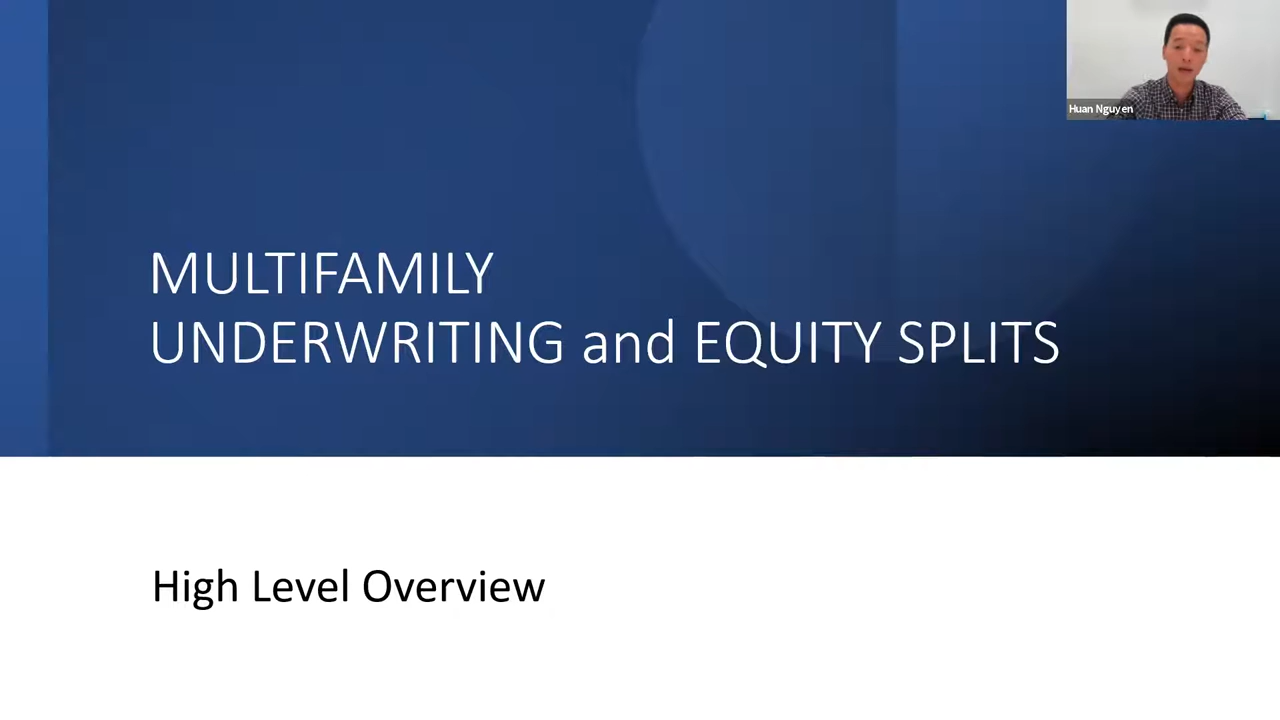 Huan Nguyen
MULTIFAMILY
UNDERWRITING and EQUITY SPLITS
High Level Overview